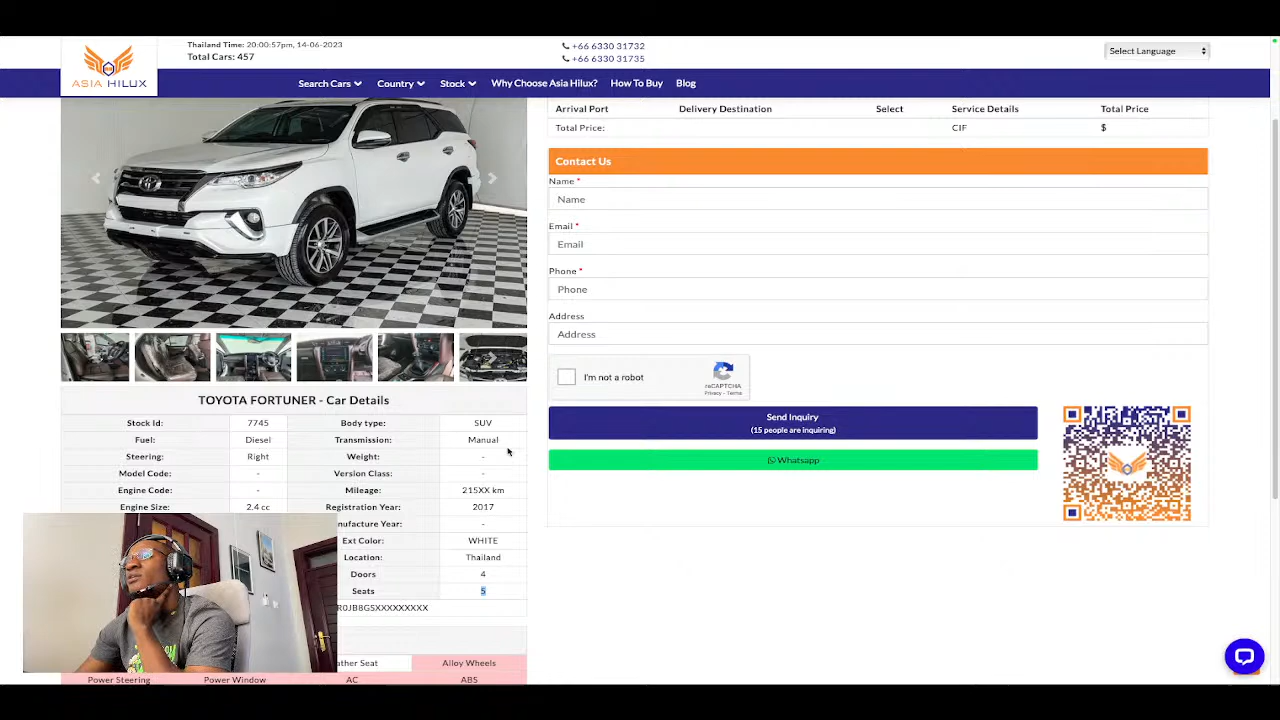 Thailand Time: 20:00:57pm, 14-06-2023
Total Cars: 457
+66 6330 31732
+66 6330 31735
Select Language
ASIA HILUX
Search Cars Country Stock Why Choose Asia Hilux? How To Buy Blog
Arrival Port Delivery Destination Select Service Details Total Price
Total Price: CIF $
Contact Us
Name *
Name
Email *
Email
Phone *
Phone
Address
Address
I'm not a robot
reCAPTCHA
Privacy - Terms
Send Inquiry
(15 people are inquiring)
Whatsapp
TOYOTA FORTUNER - Car Details
Stock Id: 7745 Body type: SUV
Fuel: Diesel Transmission: Manual
Steering: Right Weight: -
Model Code: - Version Class: -
Engine Code: - Mileage: 215XX km
Engine Size: 2.4 cc Registration Year: 2017
nufacture Year: -
Ext Color: WHITE
Location: Thailand
Doors 4
Seats 5
R0JB8GSXXXXXXXXX
ather Seat Alloy Wheels
Power Steering Power Window AC ABS